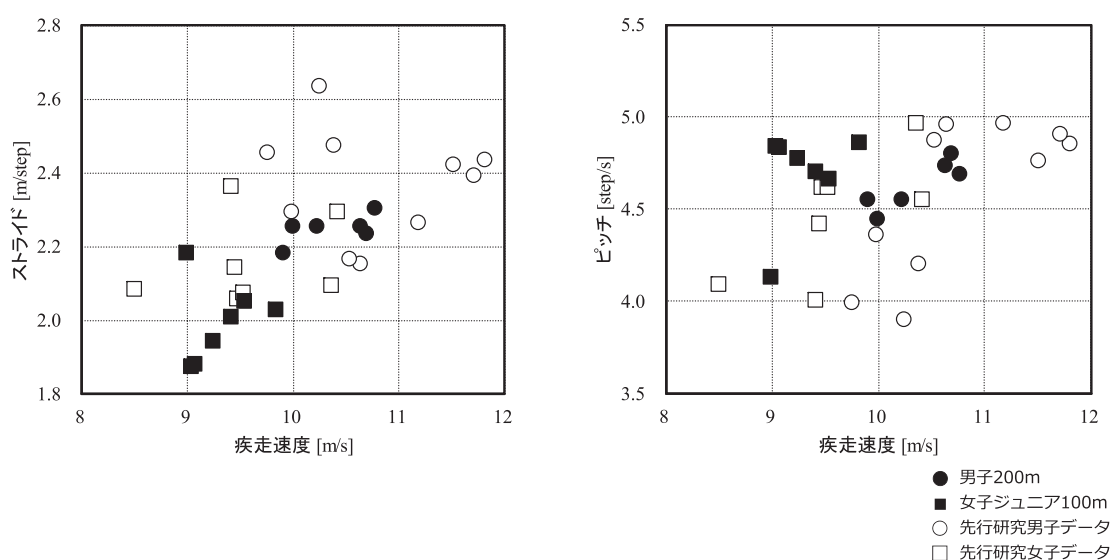 2.8
2.6
2.4
2.2
2.0
1.8
ストライド [m/step]
8 9 10 11 12
疾走速度 [m/s]
5.5
5.0
4.5
4.0
3.5
ピッチ [step/s]
8 9 10 11 12
疾走速度 [m/s]
男子200m
女子ジュニア100m
先行研究男子データ
先行研究女子データ